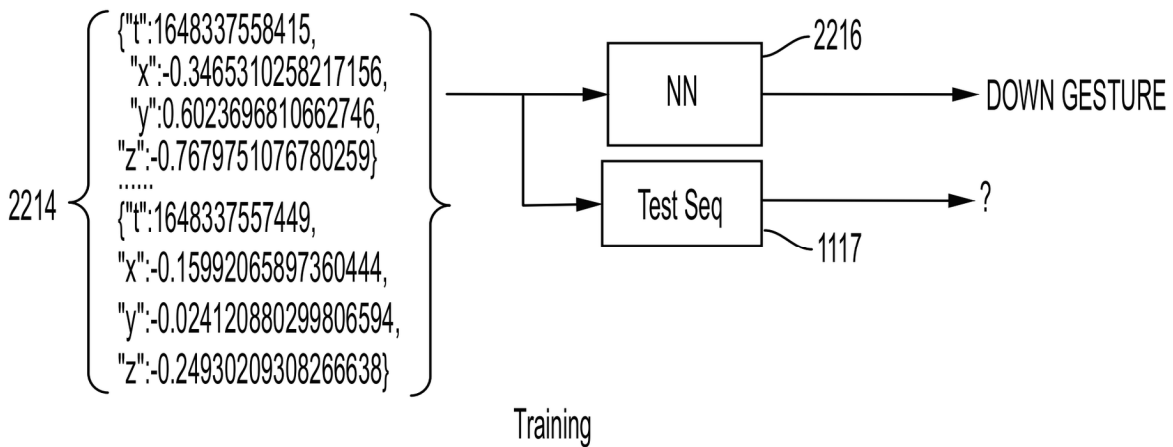 2214
{"t":1648337558415,
"x":-0.3465310258217156,
"y":0.6023696810662746,
"z":-0.7679751076780259}
......
{"t":1648337557449,
"x":-0.15992065897360444,
"y":-0.024120880299806594,
"z":-0.24930209308266638}
NN
2216
DOWN GESTURE
Test Seq
1117
?
Training